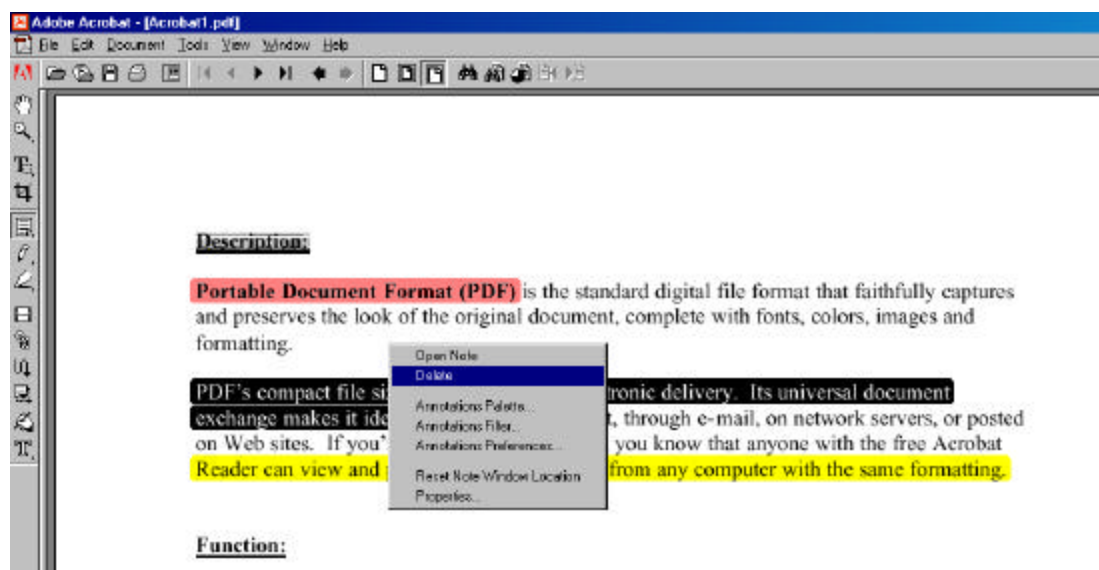 Adobe Acrobat - [Acrobat1.pdf]
File Edit Document Tools View Window Help
Description:
Portable Document Format (PDF) is the standard digital file format that faithfully captures
and preserves the look of the original document, complete with fonts, colors, images and
formatting.
Open Note
Delete
Annotations Palette...
Annotations Filter...
Annotations Preferences...
Reset Note Window Location
Properties...
PDF's compact file tronic delivery. Its universal document
exchange makes it through e-mail, on network servers, or posted
on Web sites. If you know that anyone with the free Acrobat
Reader can view and from any computer with the same formatting.
Function: